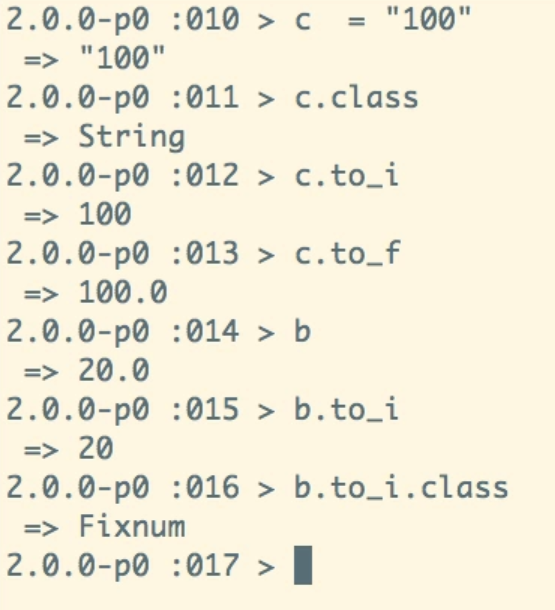 2.0.0-p0 :010 > c  = "100"
 => "100"
2.0.0-p0 :011 > c.class
 => String
2.0.0-p0 :012 > c.to_i
 => 100
2.0.0-p0 :013 > c.to_f
 => 100.0
2.0.0-p0 :014 > b
 => 20.0
2.0.0-p0 :015 > b.to_i
 => 20
2.0.0-p0 :016 > b.to_i.class
 => Fixnum
2.0.0-p0 :017 >